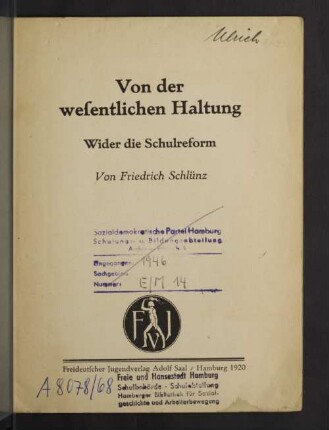 Ulrich
Von der
weſentlichen Haltung
Wider die Schulreform
Von Friedrich Schlünz
Sozialdemokratische Partei Hamburg
Schulungs- u. Bildungsabteilung
Eingegangen 1946
Sachgebiet
Nummer: E/M 14
F J
V
Freideutſcher Jugendverlag Adolf Saal / Hamburg 1920
A 8078/68
Freie und Hansestadt Hamburg
Schulbehörde - Schulabteilung
Hamburger Bibliothek für Sozial-
geschichte und Arbeiterbewegung